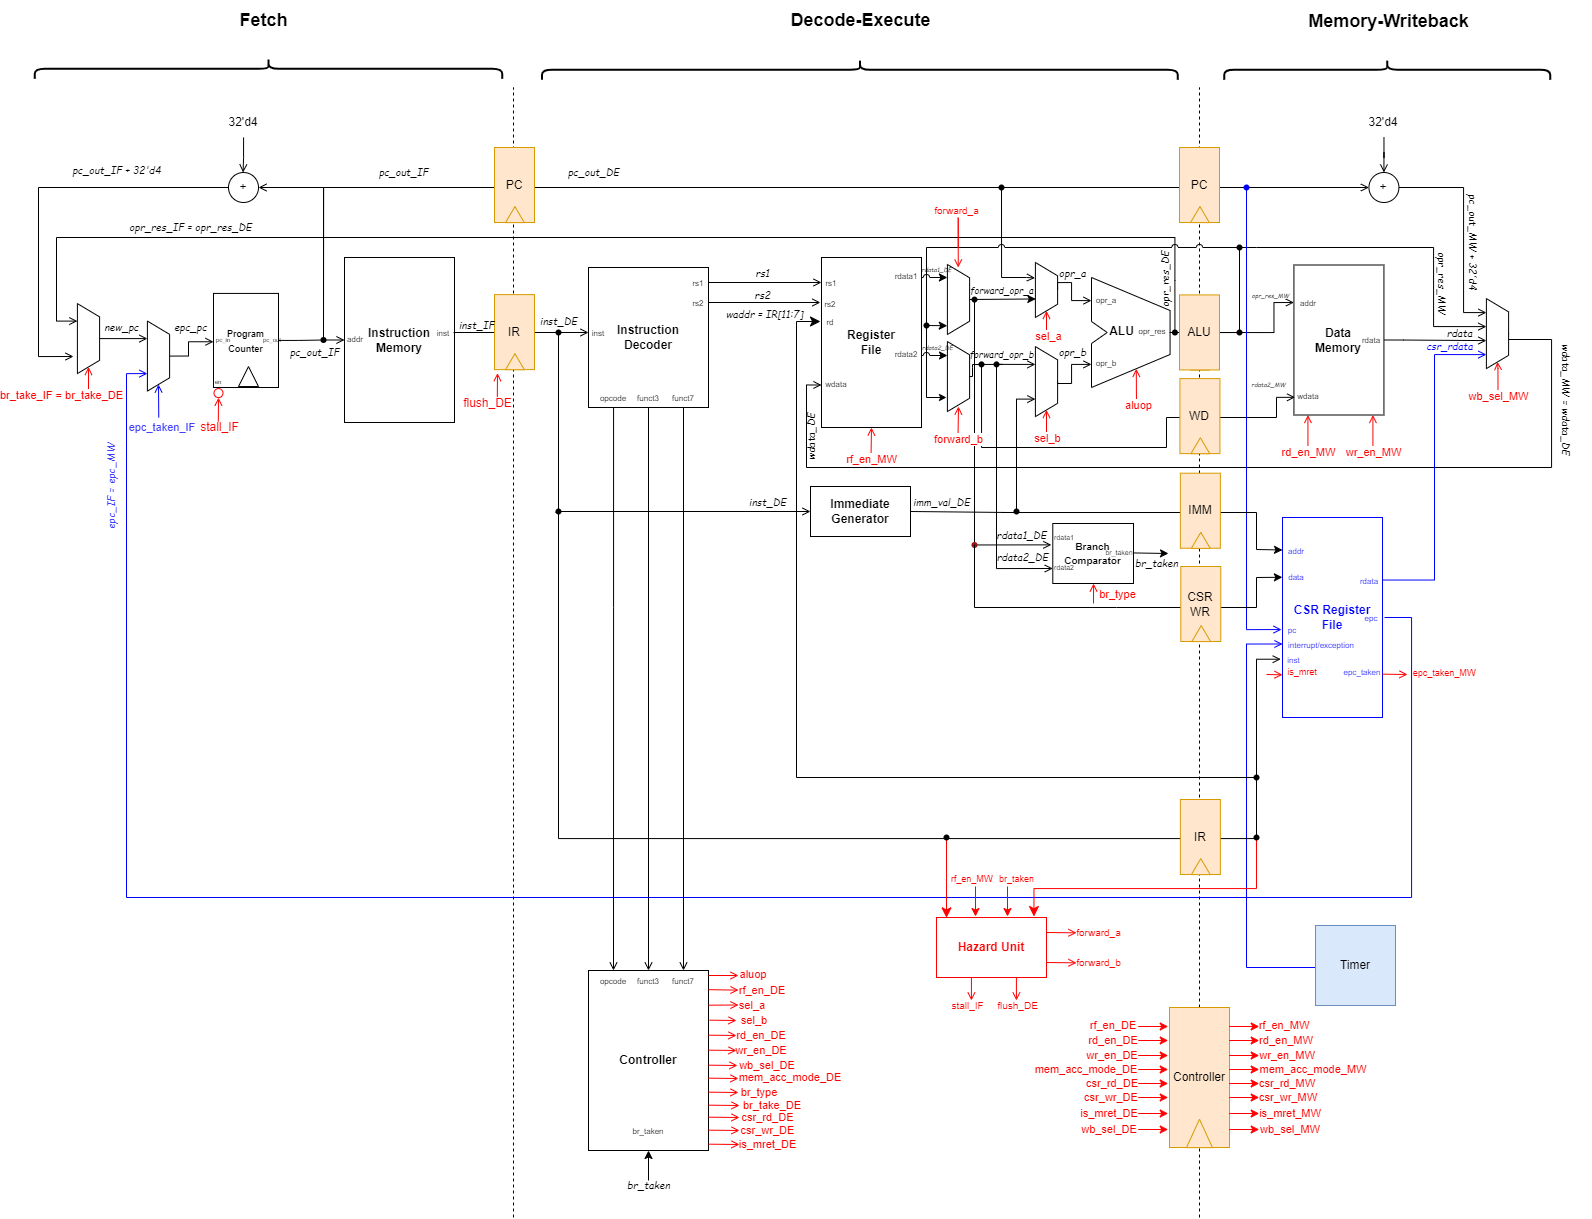 Fetch
Decode-Execute
Memory-Writeback
32'd4
32'd4
pc_out_IF + 32'd4
pc_out_IF
pc_out_DE
PC
PC
+
+
pc_out_MW + 32'd4
opr_res_IF = opr_res_DE
forward_a
opr_res_DE
opr_res_MW
new_pc
epc_pc
Program
Counter
pc_in
pc_out
en
pc_out_IF
addr
Instruction
Memory
inst
inst_IF
IR
inst_DE
flush_DE
br_take_IF = br_take_DE
epc_taken_IF
stall_IF
epc_IF = epc_MW
inst
Instruction
Decoder
rs1
rs2
opcode
funct3
funct7
rs1
rs2
waddr = IR[11:7]
rs1
rs2
rd
wdata
Register
File
rdata1
rdata2
rdata1_DE
rdata2_DE
rf_en_MW
wdata_DE
forward_opr_a
forward_opr_b
forward_b
sel_a
sel_b
opr_a
opr_b
opr_a
opr_b
ALU
opr_res
aluop
ALU
WD
opr_res_MW
rdata2_MW
addr
wdata
Data
Memory
rdata
rd_en_MW
wr_en_MW
rdata
csr_rdata
wb_sel_MW
wdata_MW = wdata_DE
inst_DE
Immediate
Generator
imm_val_DE
IMM
rdata1_DE
rdata2_DE
rdata1
rdata2
Branch
Comparator
br_taken
br_taken
br_type
CSR
WR
addr
data
rdata
CSR Register
File
epc
pc
interrupt/exception
inst
is_mret
epc_taken
epc_taken_MW
IR
rf_en_MW
br_taken
Hazard Unit
forward_a
forward_b
stall_IF
flush_DE
Timer
opcode
funct3
funct7
Controller
br_taken
br_taken
aluop
rf_en_DE
sel_a
sel_b
rd_en_DE
wr_en_DE
wb_sel_DE
mem_acc_mode_DE
br_type
br_take_DE
csr_rd_DE
csr_wr_DE
is_mret_DE
rf_en_DE
rd_en_DE
wr_en_DE
mem_acc_mode_DE
csr_rd_DE
csr_wr_DE
is_mret_DE
wb_sel_DE
Controller
rf_en_MW
rd_en_MW
wr_en_MW
mem_acc_mode_MW
csr_rd_MW
csr_wr_MW
is_mret_MW
wb_sel_MW